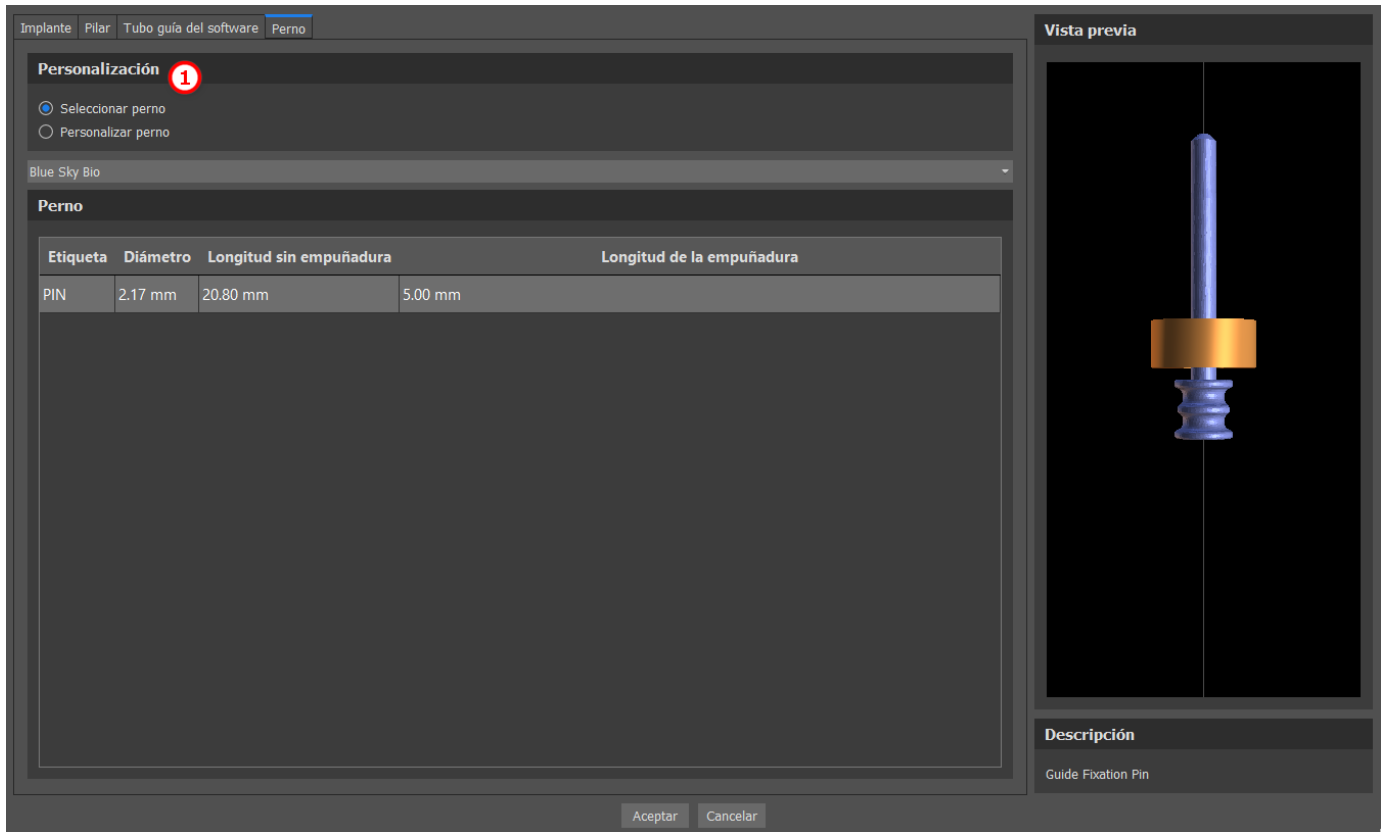 Implante Pilar Tubo guía del software Perno
Personalización
1
Seleccionar perno
Personalizar perno
Blue Sky Bio
Perno
Etiqueta Diámetro Longitud sin empuñadura Longitud de la empuñadura
PIN 2.17 mm 20.80 mm 5.00 mm
Vista previa
Descripción
Guide Fixation Pin
Aceptar Cancelar